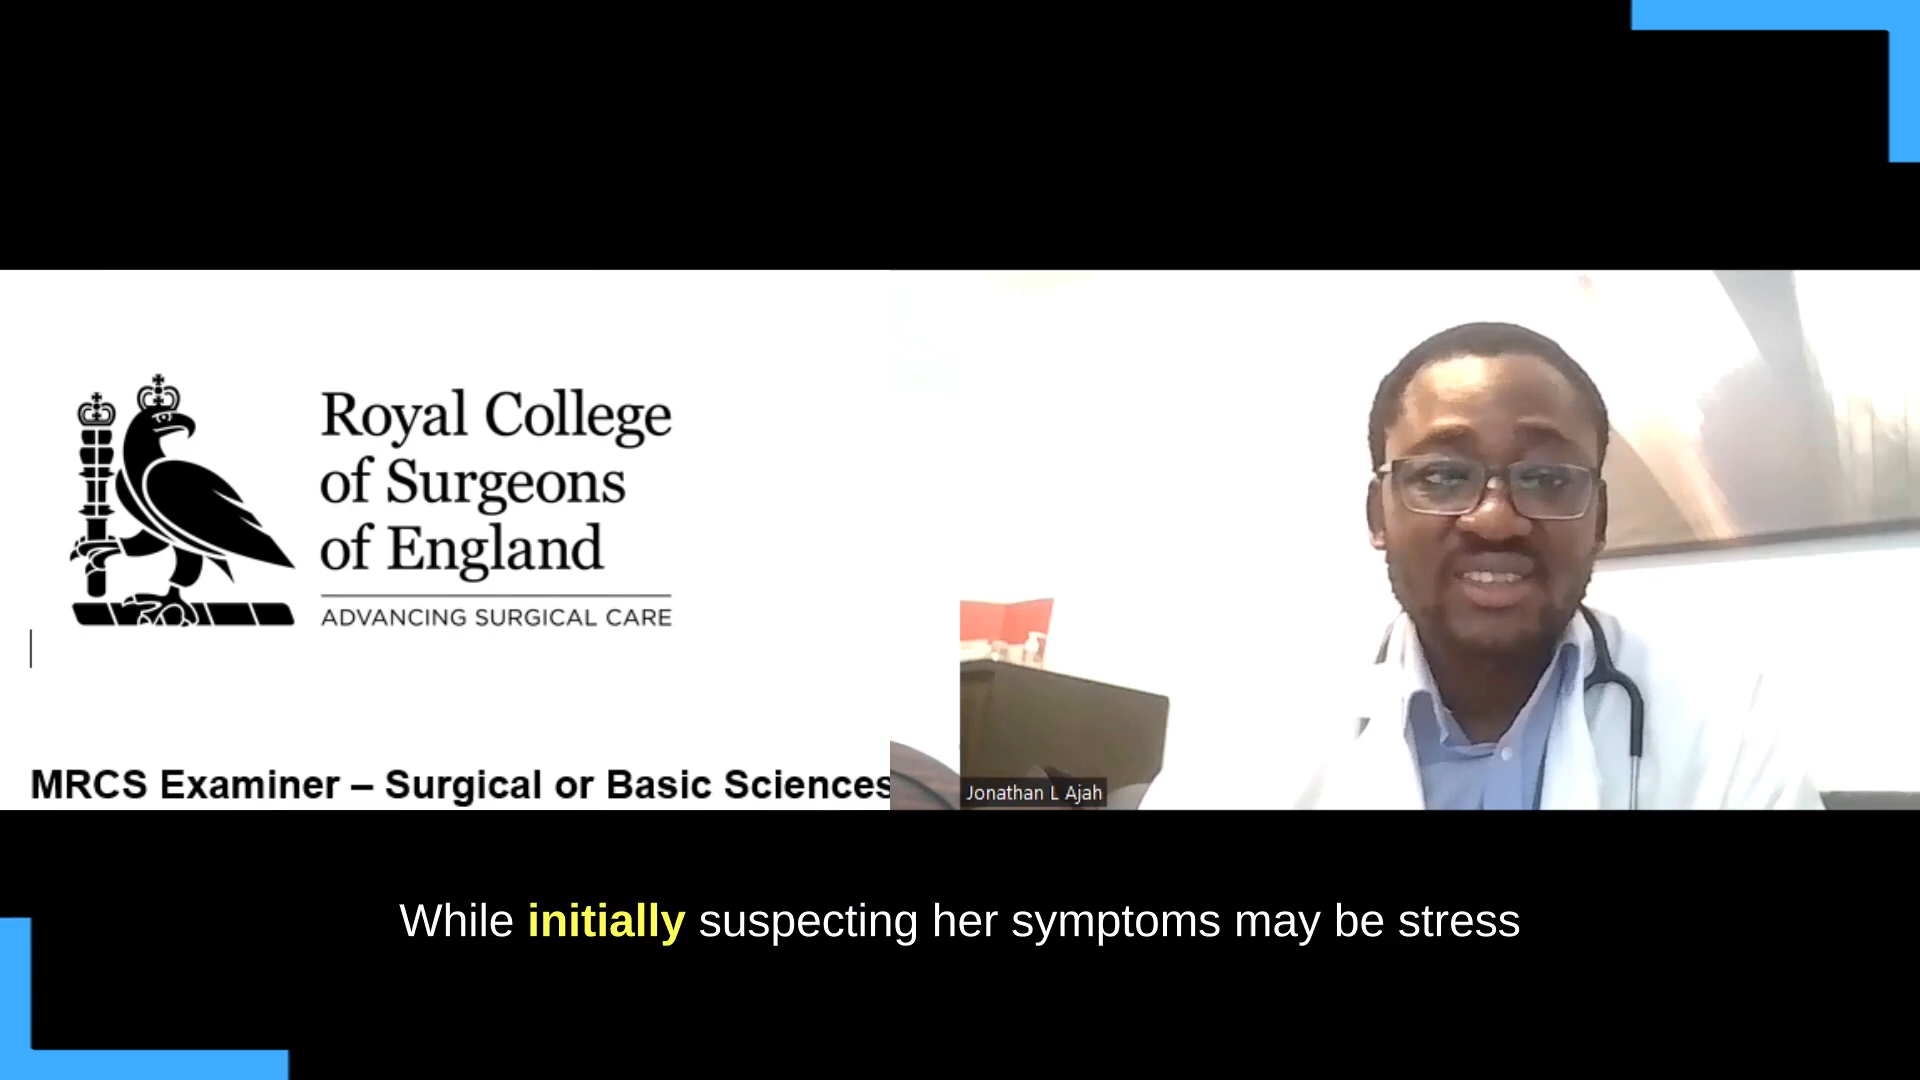 Royal College
of Surgeons
of England
ADVANCING SURGICAL CARE
MRCS Examiner – Surgical or Basic Sciences
Jonathan L Ajah
While initially suspecting her symptoms may be stress